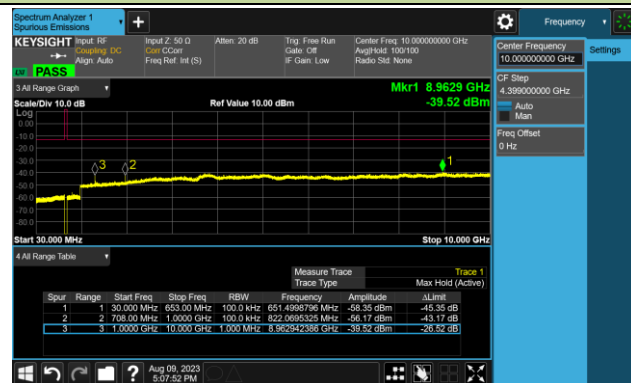 Spectrum Analyzer 1
Spurious Emissions
Frequency
KEYSIGHT
Input: RF
Coupling: DC
Align: Auto
Input Z: 50 Ω
Corr CCorr
Freq Ref: Int (S)
Atten: 20 dB
Trig: Free Run
Gate: Off
IF Gain: Low
Center Freq: 10.000000000 GHz
Avg|Hold: 100/100
Radio Std: None
PASS
Center Frequency
10.000000000 GHz
Settings
CF Step
4.399000000 GHz
Auto
Man
Freq Offset
0 Hz
3 All Range Graph
Mkr1 8.9629 GHz
Scale/Div 10.0 dB
Ref Value 10.00 dBm
-39.52 dBm
Log
0.00
-10.0
-20.0
-30.0
-40.0
-50.0
-60.0
-70.0
-80.0
3
2
1
Start 30.000 MHz
Stop 10.000 GHz
4 All Range Table
Measure Trace Trace 1
Trace Type Max Hold (Active)
Spur Range Start Freq Stop Freq RBW Frequency Amplitude ΔLimit
1 1 30.000 MHz 653.00 MHz 100.0 kHz 651.4998796 MHz -58.35 dBm -45.35 dB
2 2 708.00 MHz 1.0000 GHz 100.0 kHz 822.0695325 MHz -56.17 dBm -43.17 dB
3 3 1.0000 GHz 10.000 GHz 1.000 MHz 8.962942386 GHz -39.52 dBm -26.52 dB
?
Aug 09, 2023
5:07:52 PM